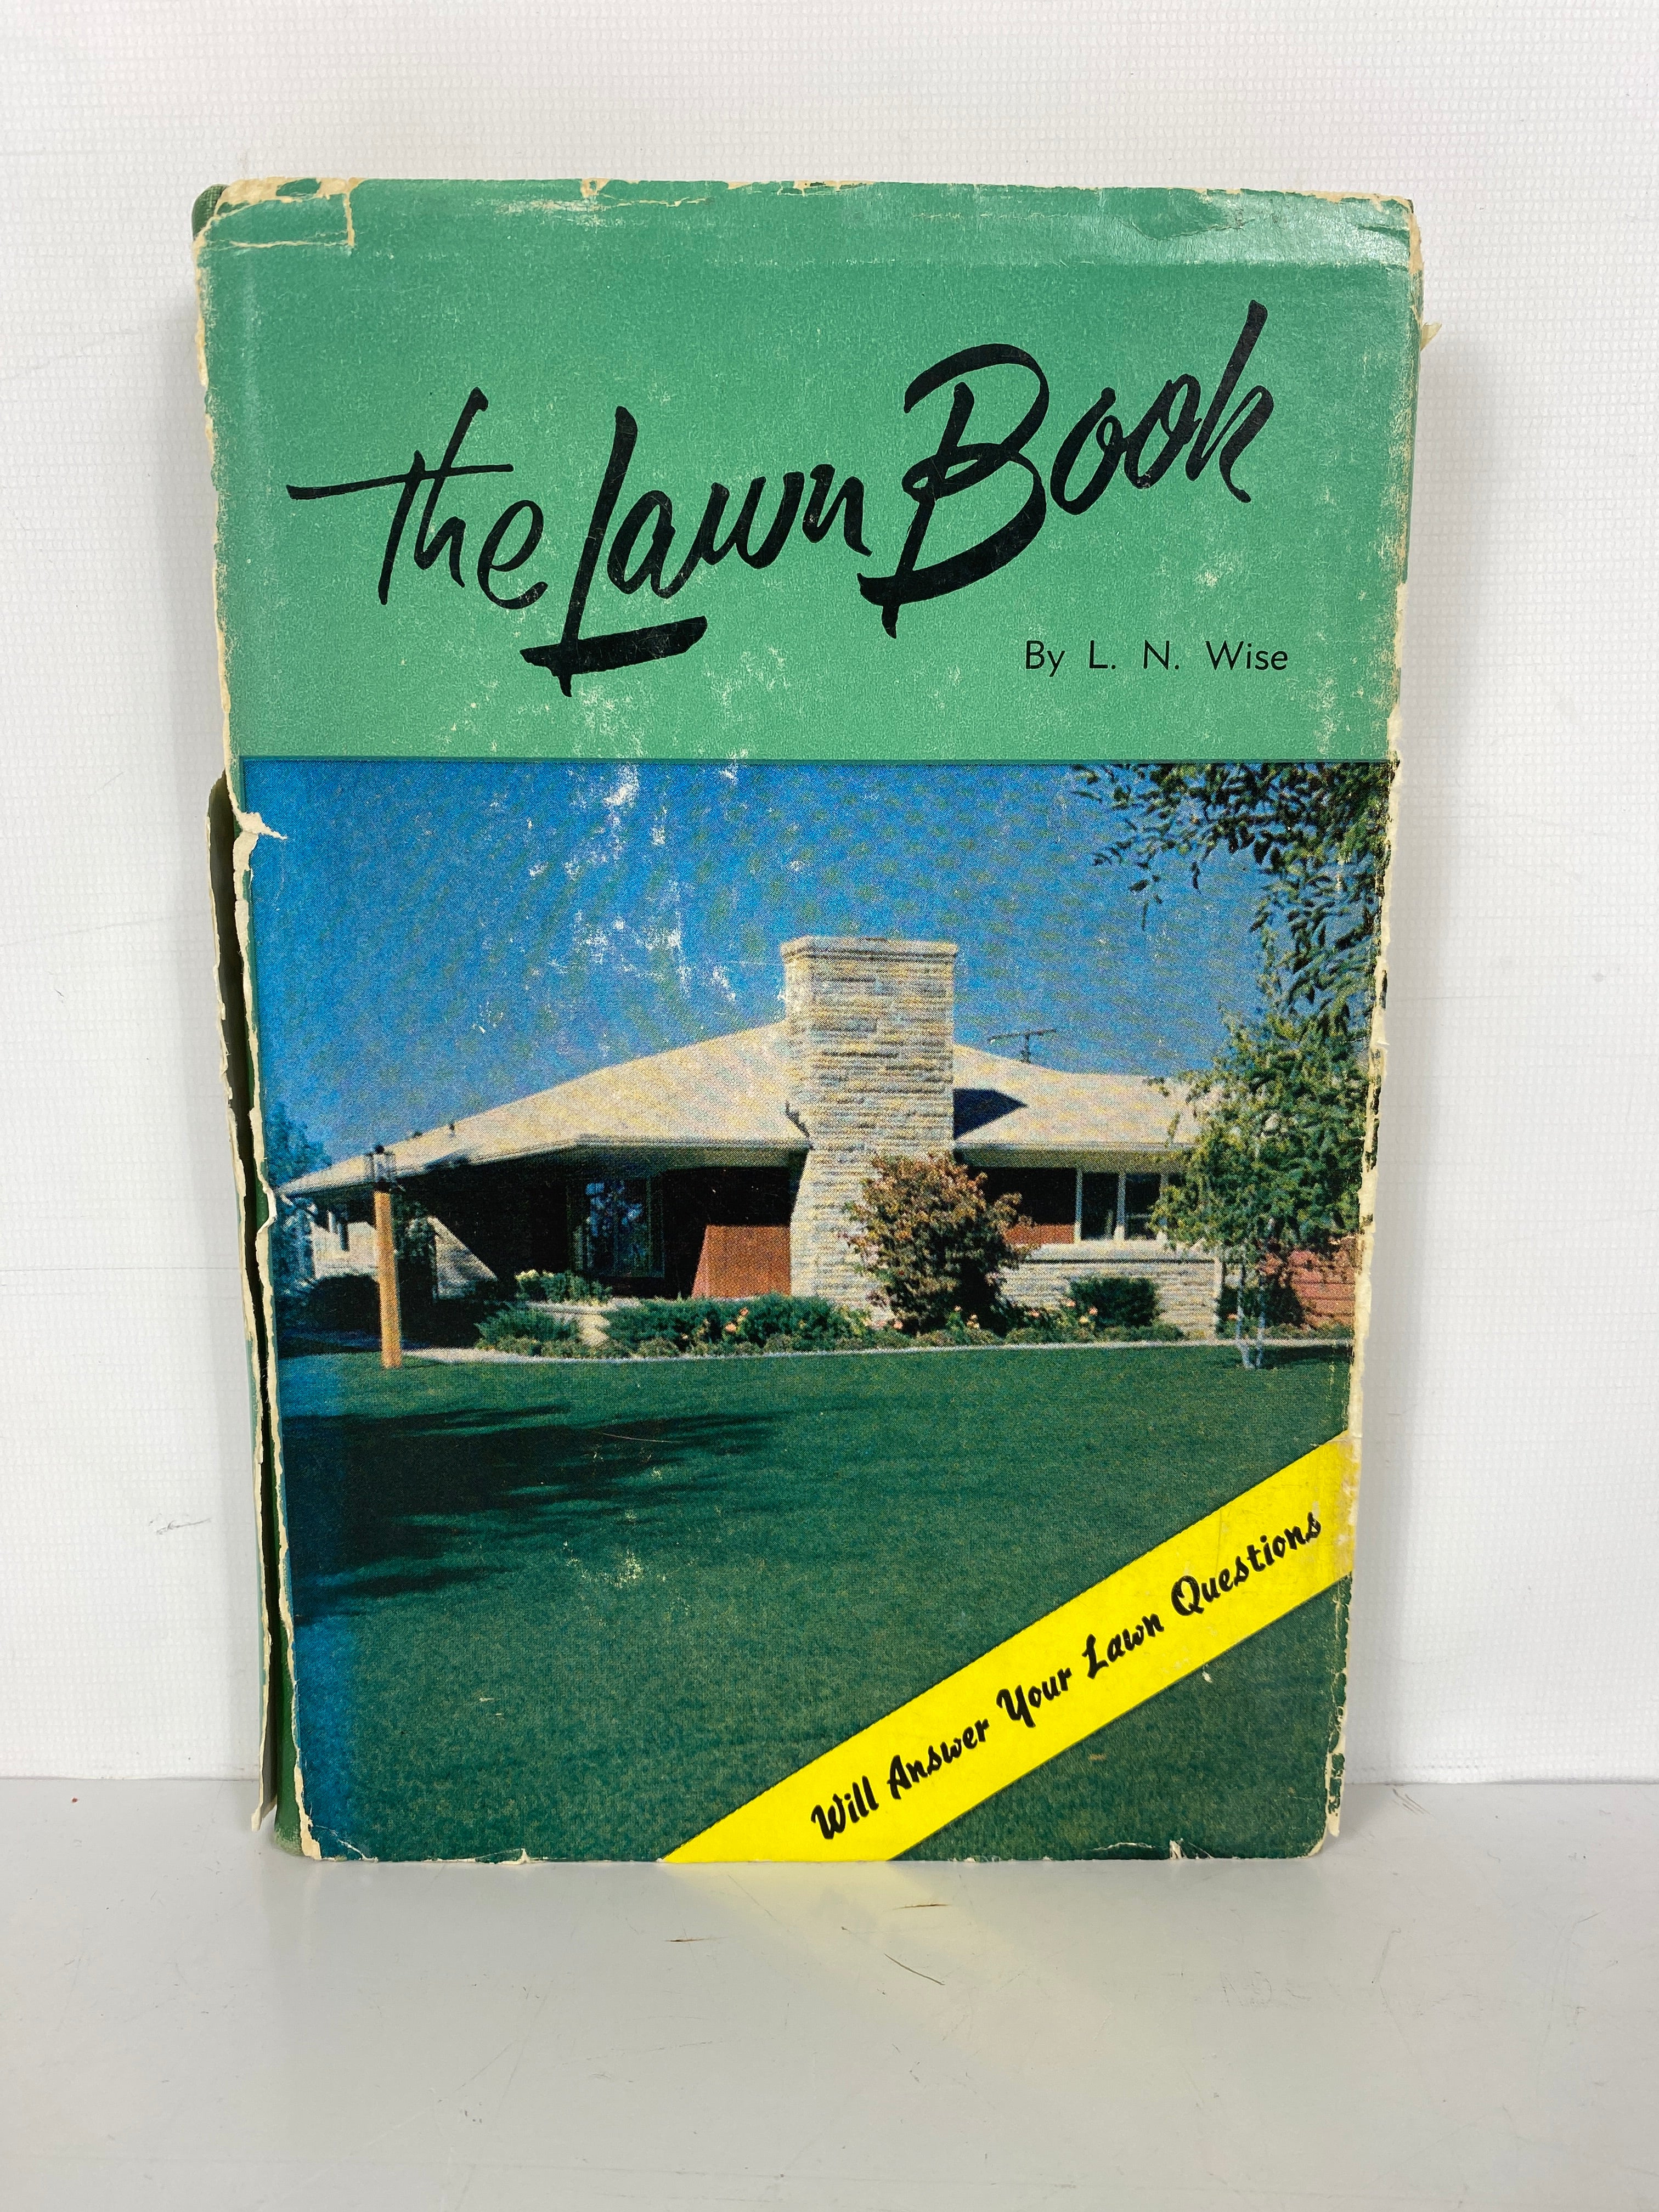 The Lawn Book
By L. N. Wise
Will Answer Your Lawn Questions